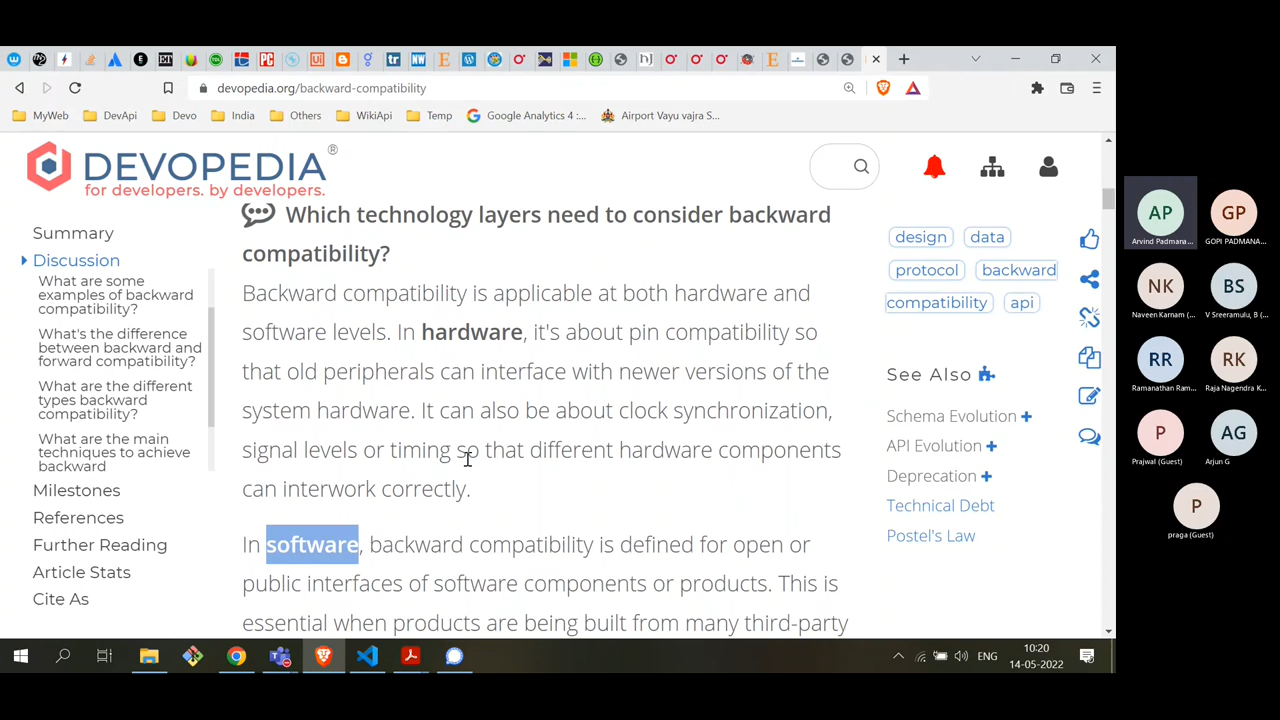 devopedia.org/backward-compatibility
MyWeb
DevApi
Devo
India
Others
WikiApi
Temp
Google Analytics 4 :...
Airport Vayu vajra S...
DEVOPEDIA ®
for developers. by developers.
Summary
Discussion
What are some
examples of backward
compatibility?
What's the difference
between backward and
forward compatibility?
What are the different
types backward
compatibility?
What are the main
techniques to achieve
backward
Milestones
References
Further Reading
Article Stats
Cite As
Which technology layers need to consider backward
compatibility?
Backward compatibility is applicable at both hardware and
software levels. In hardware, it's about pin compatibility so
that old peripherals can interface with newer versions of the
system hardware. It can also be about clock synchronization,
signal levels or timing so that different hardware components
can interwork correctly.
In software, backward compatibility is defined for open or
public interfaces of software components or products. This is
essential when products are being built from many third-party
design data
protocol backward
compatibility api
See Also
Schema Evolution +
API Evolution +
Deprecation +
Technical Debt
Postel's Law
AP
Arvind Padmana...
GP
GOPI PADMANA...
NK
Naveen Karnam (...
BS
V Sreeramulu, B (...
RR
Ramanathan Ram...
RK
Raja Nagendra K...
P
Prajwal (Guest)
AG
Arjun G
P
praga (Guest)
ENG
10:20
14-05-2022